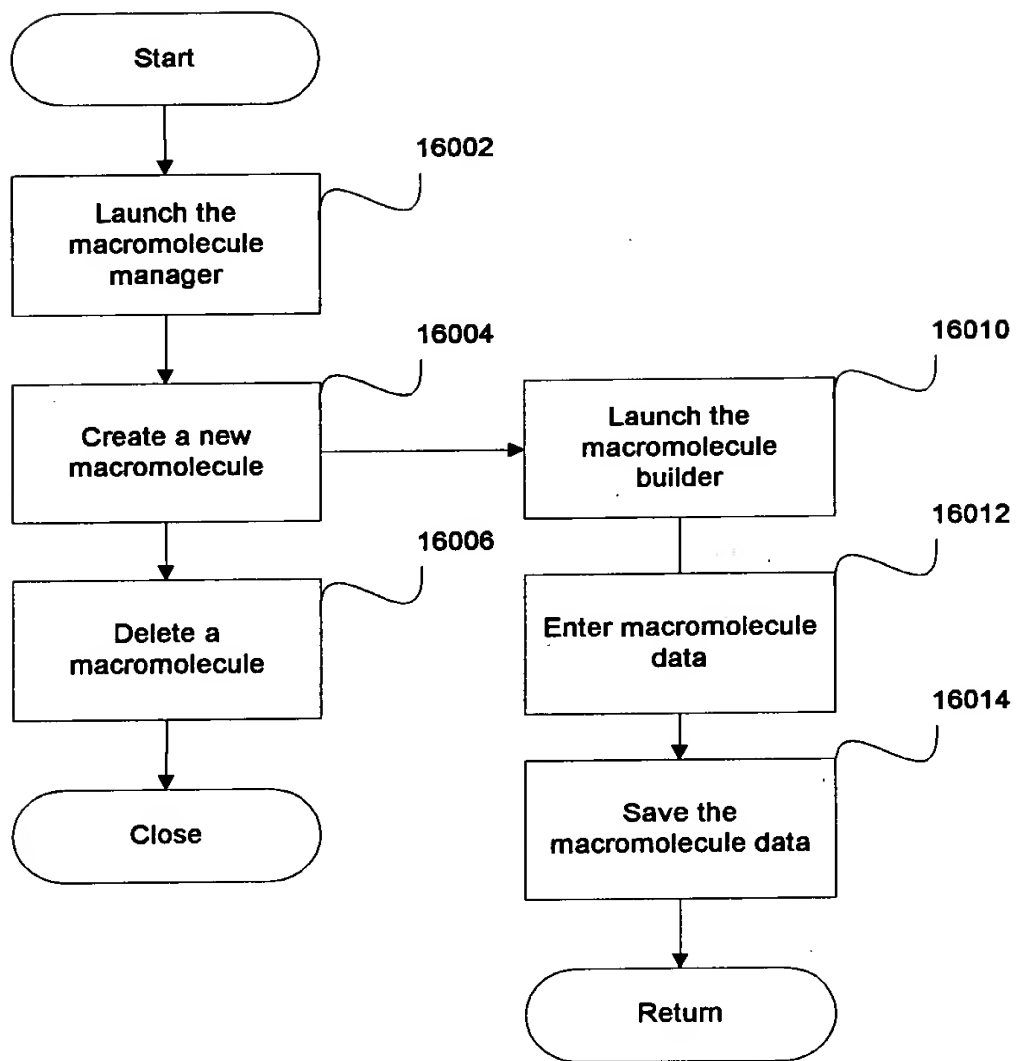 Start
16002
Launch the
macromolecule
manager
16004
Create a new
macromolecule
16006
Delete a
macromolecule
Close
16010
Launch the
macromolecule
builder
16012
Enter macromolecule
data
16014
Save the
macromolecule data
Return